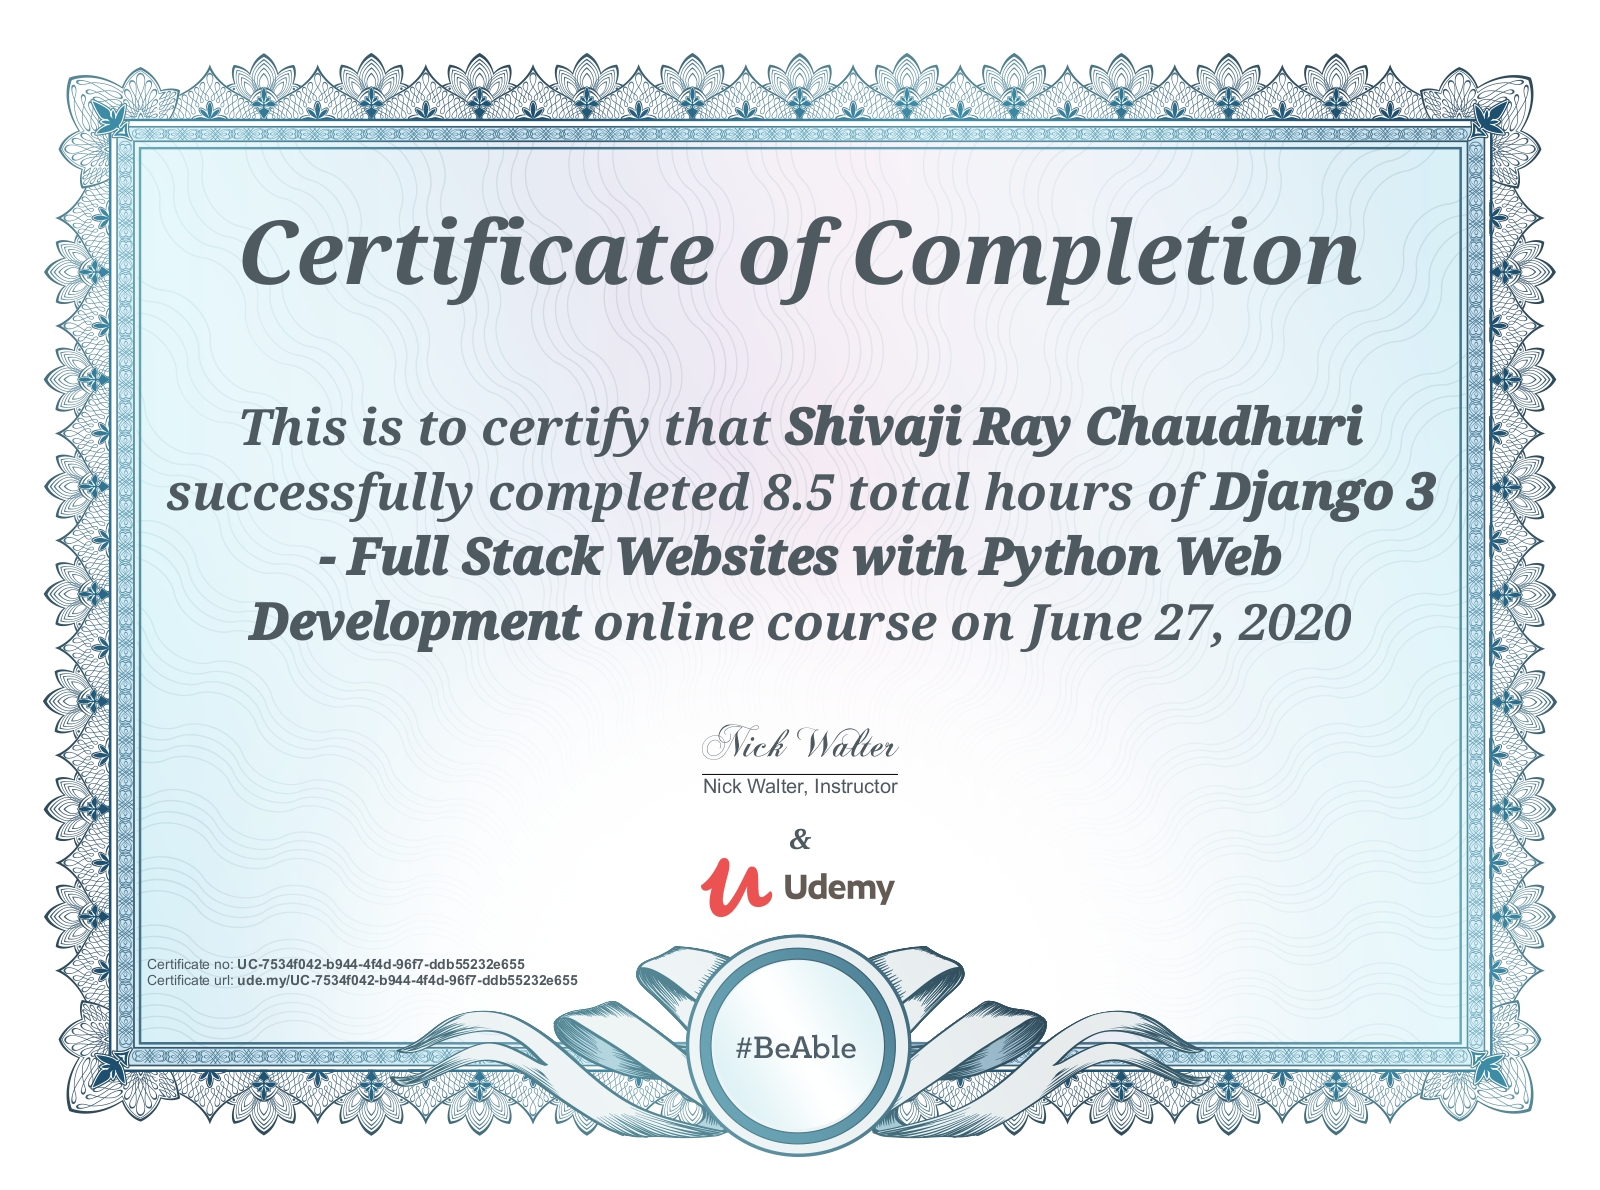 Certificate of Completion
This is to certify that Shivaji Ray Chaudhuri
successfully completed 8.5 total hours of Django 3
- Full Stack Websites with Python Web
Development online course on June 27, 2020
Nick Walter
Nick Walter, Instructor
&
Udemy
Certificate no: UC-7534f042-b944-4f4d-96f7-ddb55232e655
Certificate url: ude.my/UC-7534f042-b944-4f4d-96f7-ddb55232e655
#BeAble